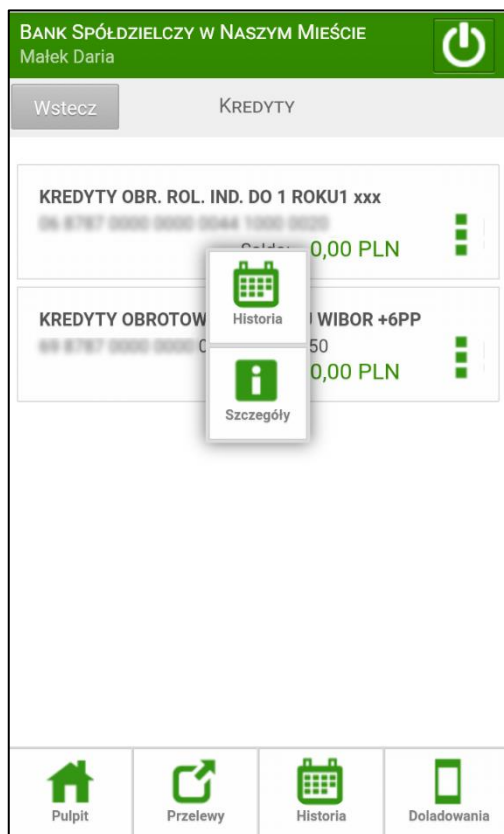 BANK SPÓŁDZIELCZY W NASZYM MIEŚCIE
Małek Daria
Wstecz
KREDYTY
KREDYTY OBR. ROL. IND. DO 1 ROKU1 xxx
0,00 PLN
Historia
KREDYTY OBROTOW WIBOR +6PP
50
0,00 PLN
Szczegóły
Pulpit
Przelewy
Historia
Doladowania